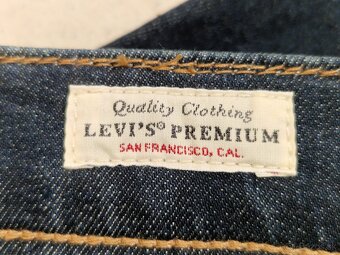 Quality Clothing
LEVI'S® PREMIUM
SAN FRANCISCO, CAL.